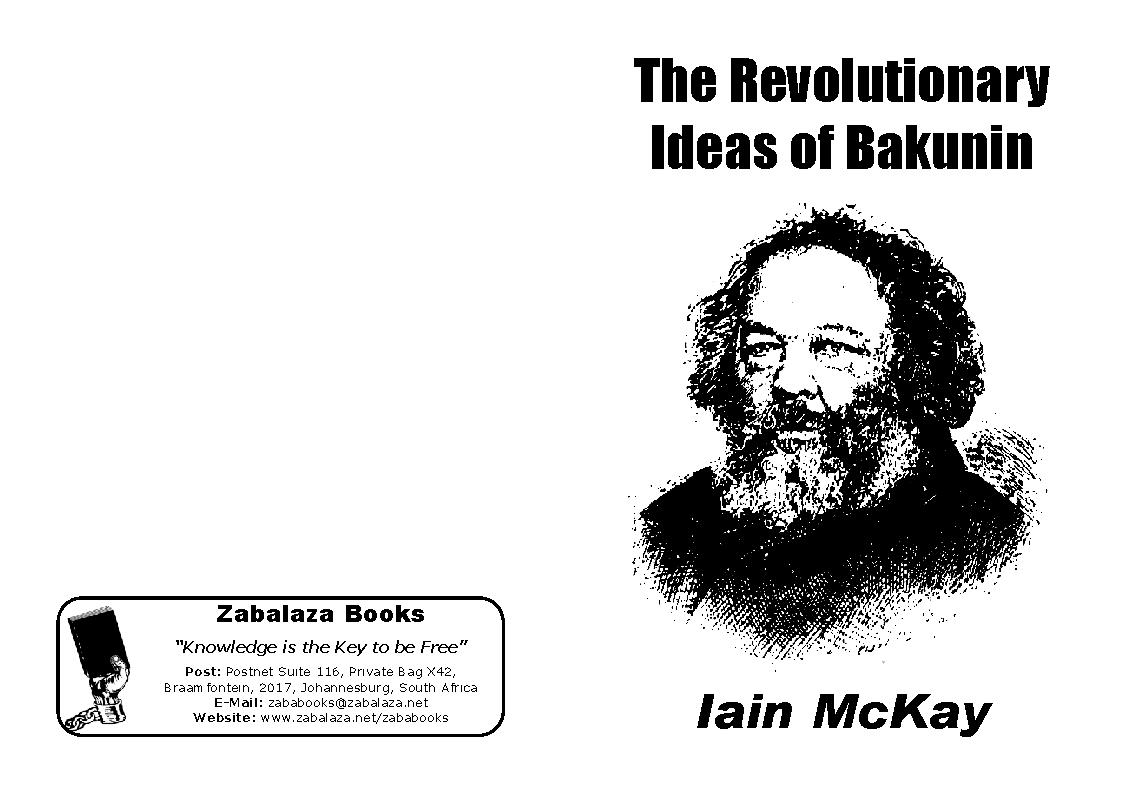 The Revolutionary
Ideas of Bakunin
Iain McKay
Zabalaza Books
“Knowledge is the Key to be Free”
Post: Postnet Suite 116, Private Bag X42,
Braamfontein, 2017, Johannesburg, South Africa
E-Mail: zababooks@zabalaza.net
Website: www.zabalaza.net/zababooks